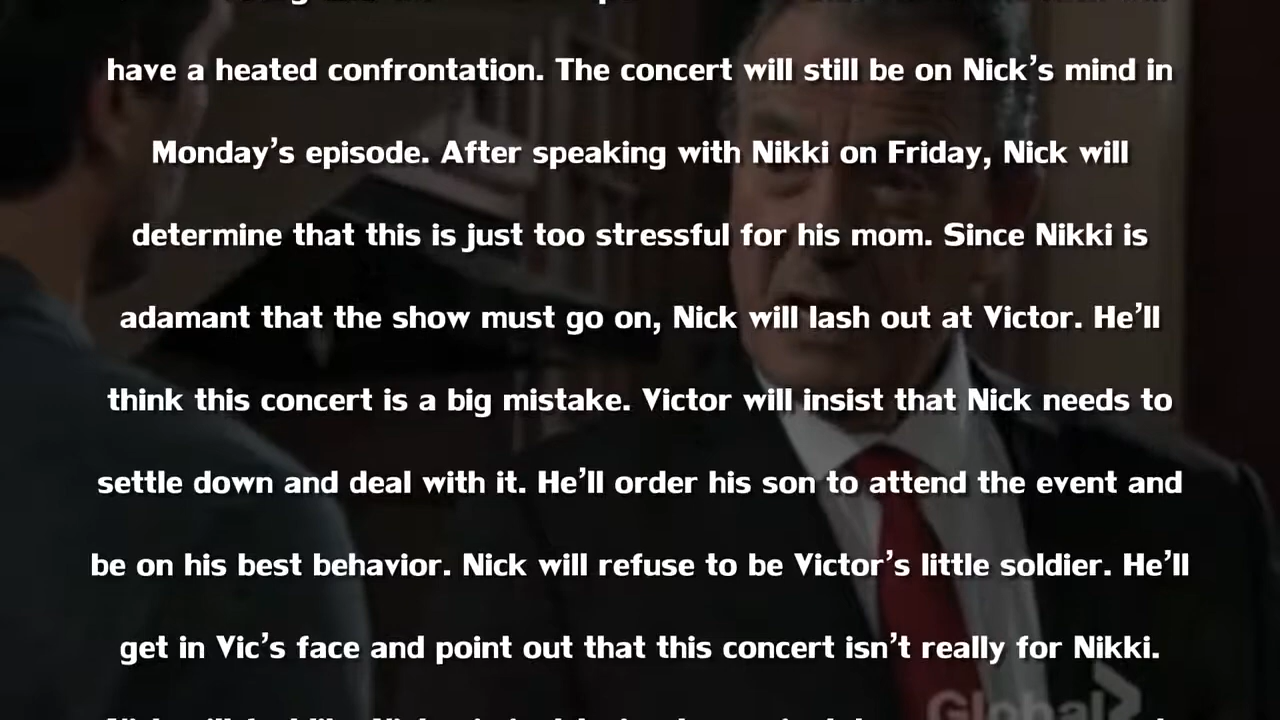 have a heated confrontation. The concert will still be on Nick's mind in
Monday's episode. After speaking with Nikki on Friday, Nick will
determine that this is just too stressful for his mom. Since Nikki is
adamant that the show must go on, Nick will lash out at Victor. He'll
think this concert is a big mistake. Victor will insist that Nick needs to
settle down and deal with it. He'll order his son to attend the event and
be on his best behavior. Nick will refuse to be Victor's little soldier. He'll
get in Vic's face and point out that this concert isn't really for Nikki.
Global